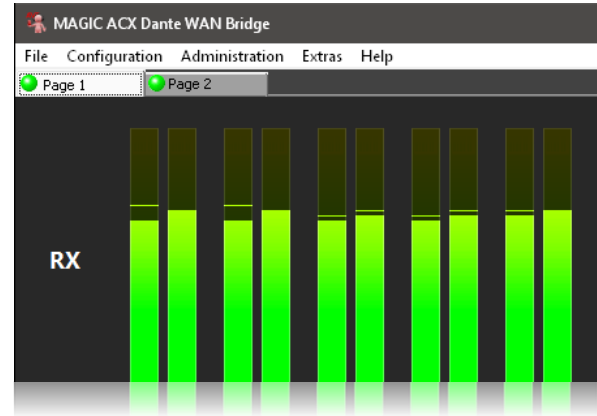 MAGIC ACX Dante WAN Bridge
File Configuration Administration Extras Help
Page 1 Page 2
RX